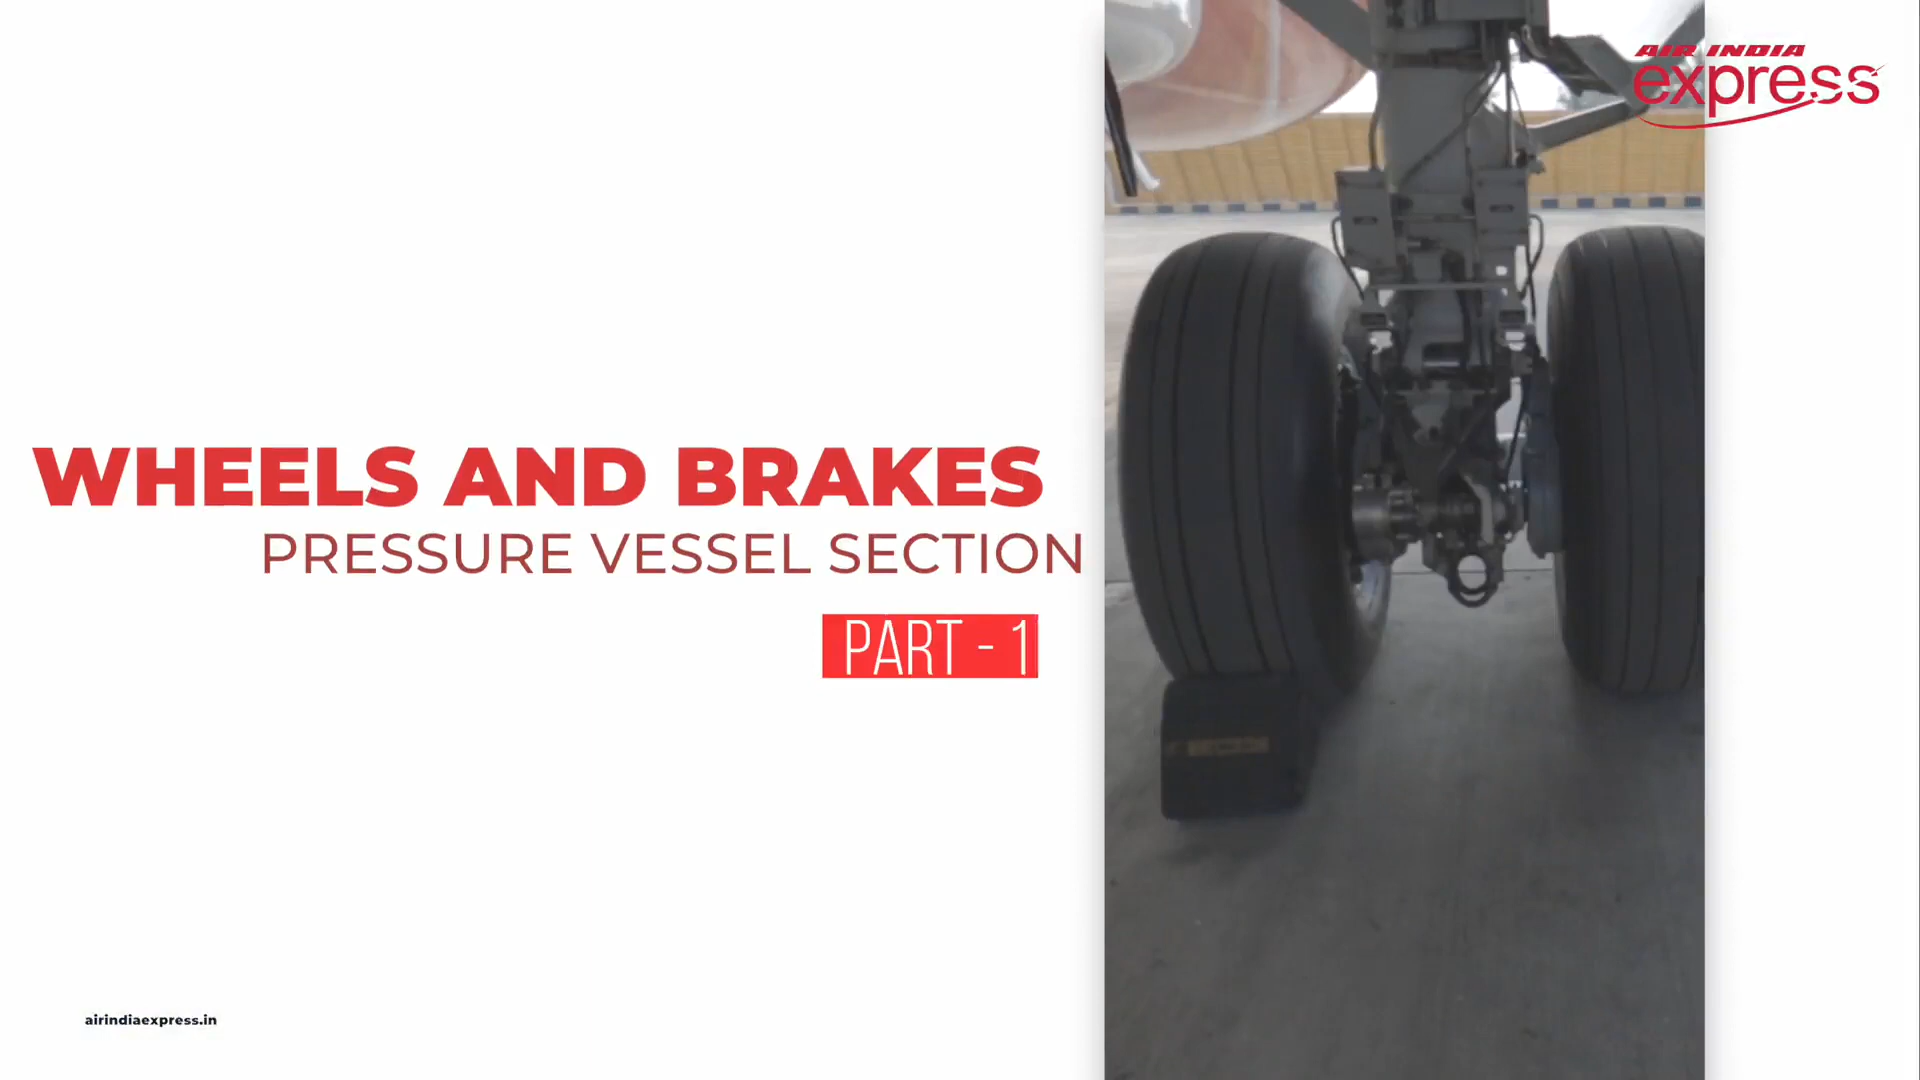 AIR INDIA
express
WHEELS AND BRAKES
PRESSURE VESSEL SECTION
PART - 1
airindiaexpress.in